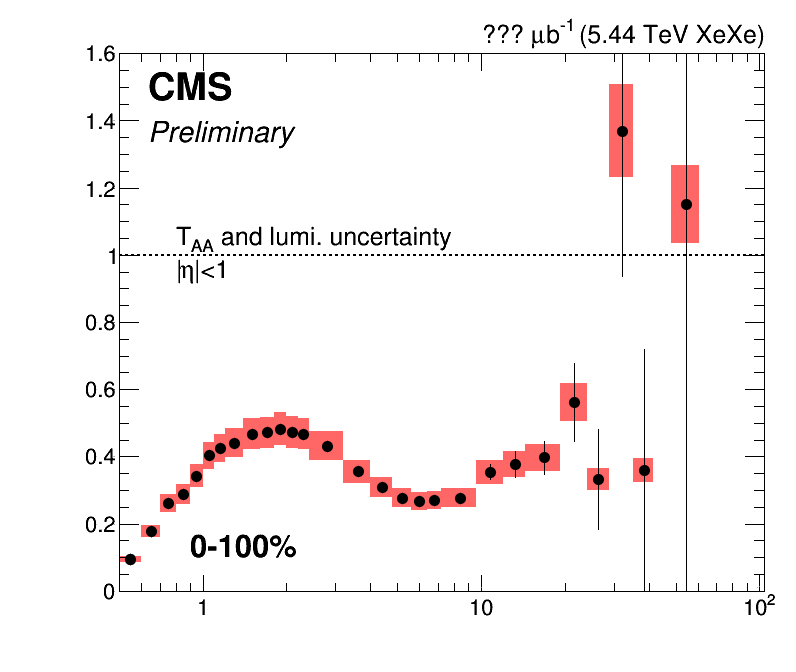 ??? μb⁻¹ (5.44 TeV XeXe)
CMS
Preliminary
T_AA and lumi. uncertainty
|η|<1
0-100%
1.6
1.4
1.2
1
0.8
0.6
0.4
0.2
0
1
10
10²